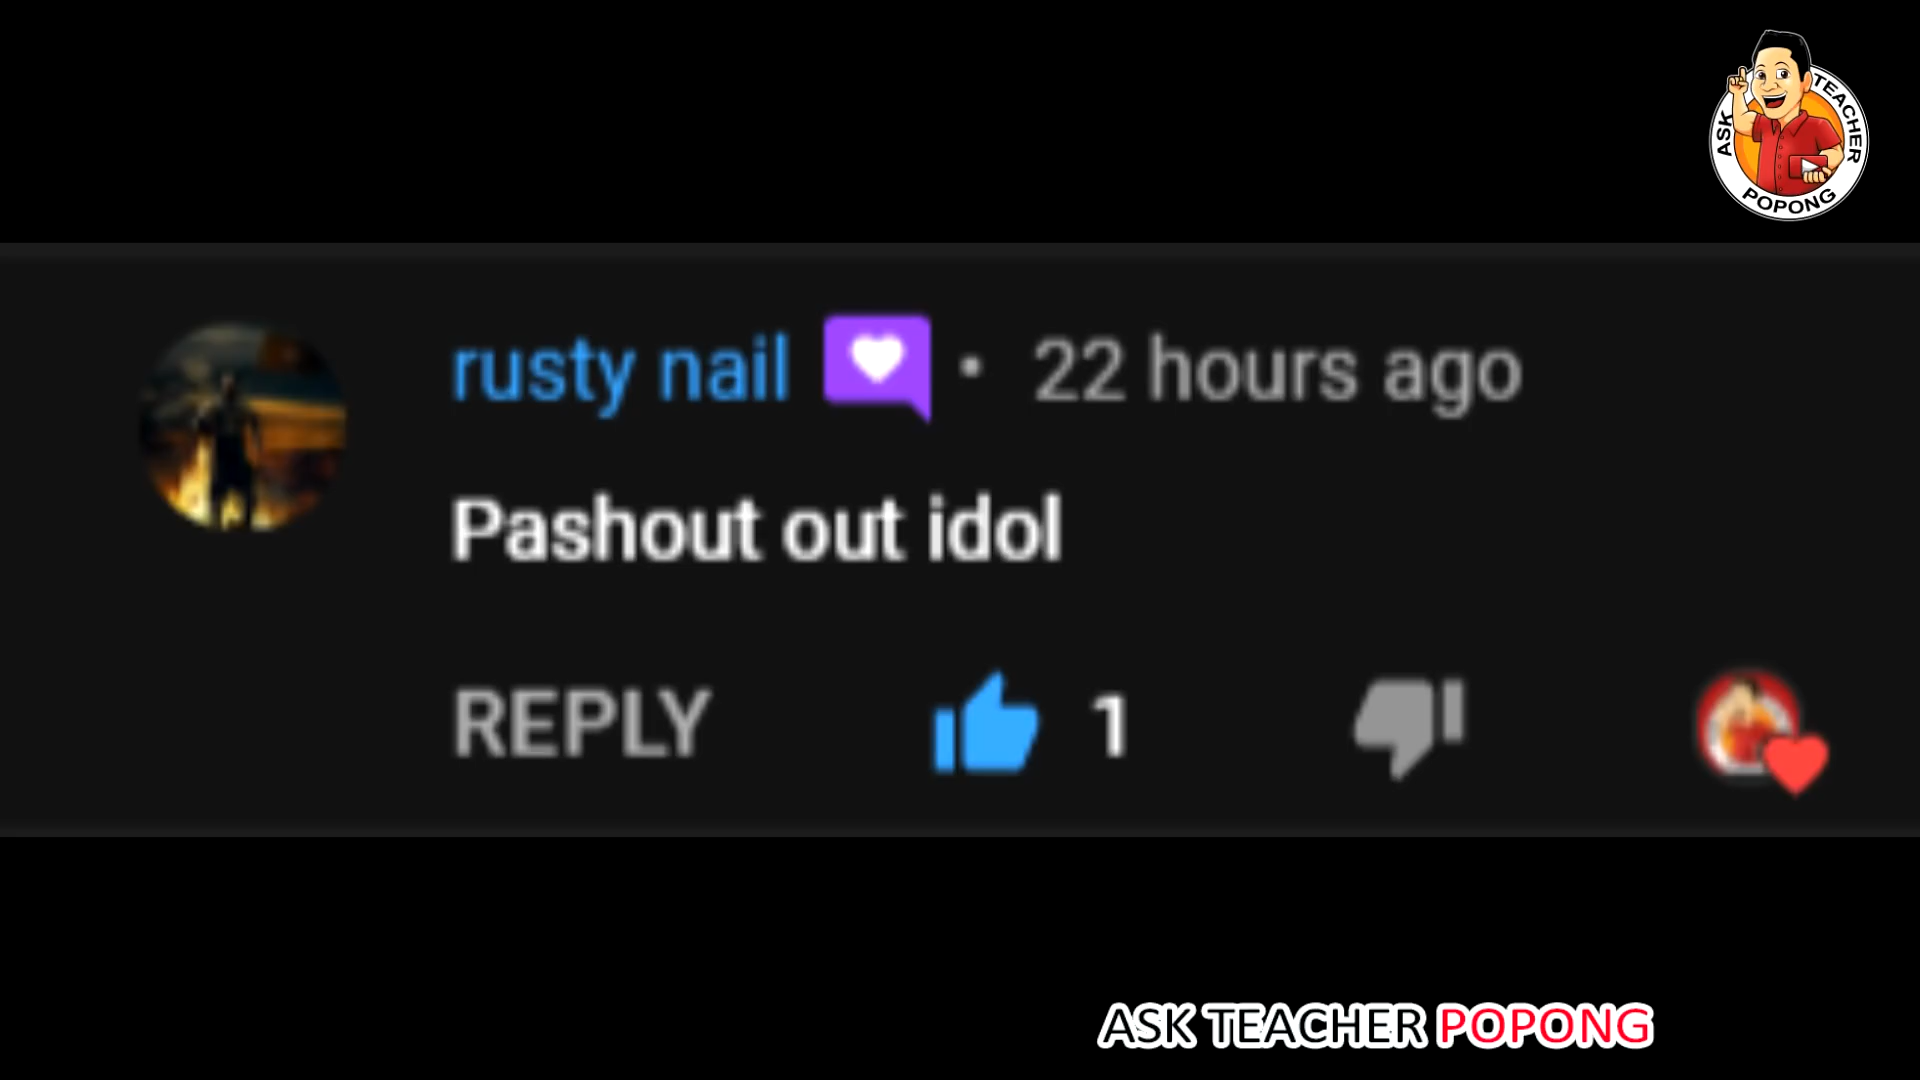 ASK TEACHER
POPONG
rusty nail • 22 hours ago
Pashout out idol
REPLY 1
ASK TEACHER POPONG